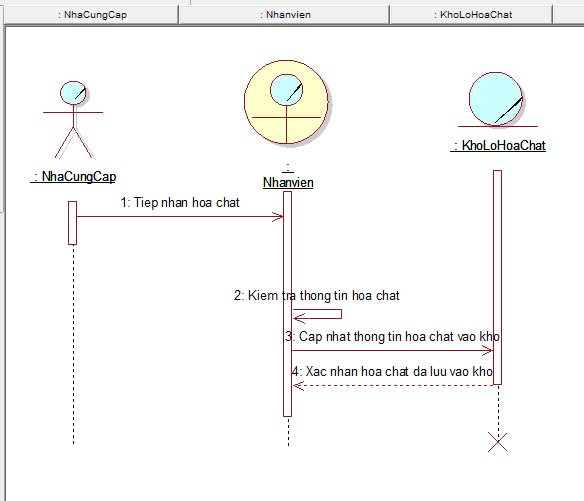 : NhaCungCap
: Nhanvien
: KhoLoHoaChat
: KhoLoHoaChat
: NhaCungCap
:
Nhanvien
1: Tiep nhan hoa chat
2: Kiem tra thong tin hoa chat
3: Cap nhat thong tin hoa chat vao kho
4: Xac nhan hoa chat da luu vao kho